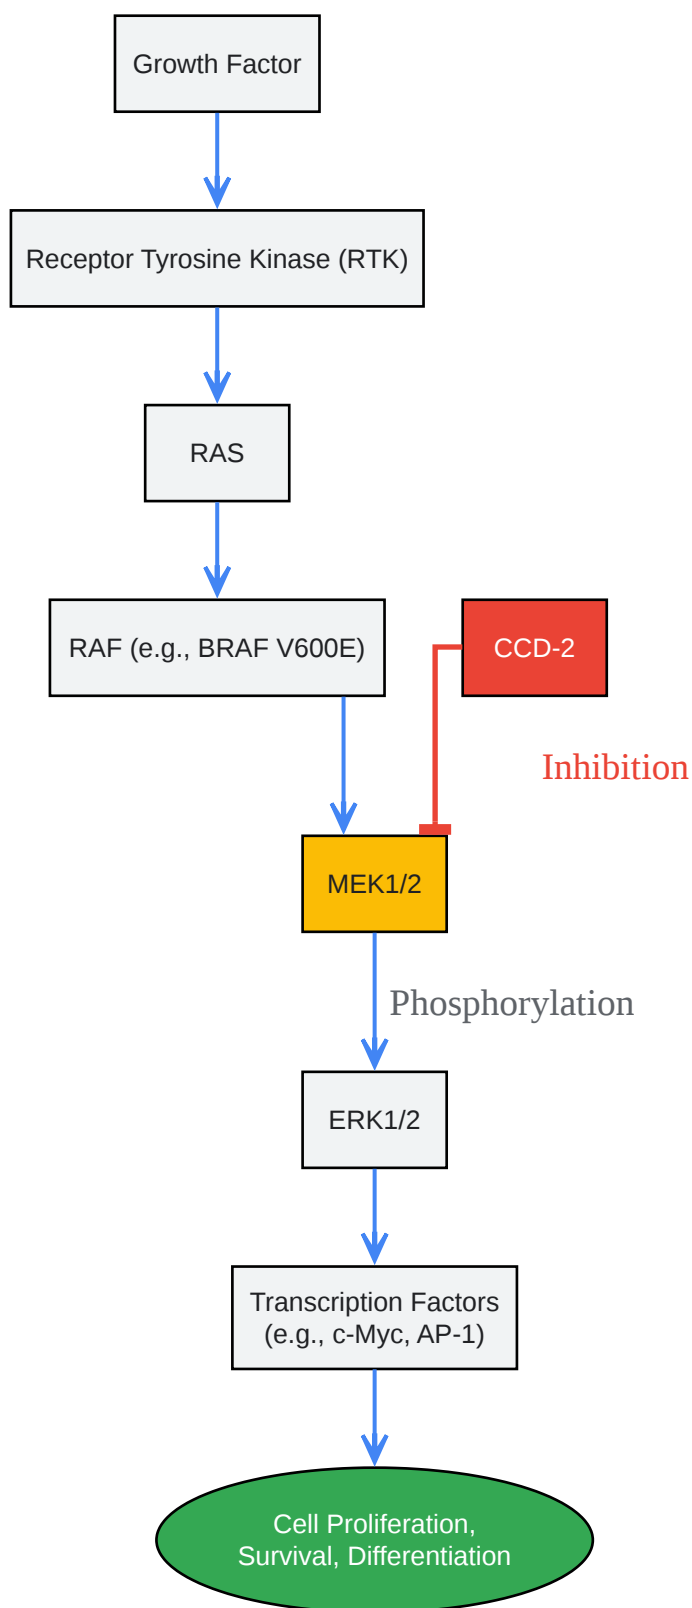 Growth Factor
Receptor Tyrosine Kinase (RTK)
RAS
RAF (e.g., BRAF V600E)
CCD-2
Inhibition
MEK1/2
Phosphorylation
ERK1/2
Transcription Factors
(e.g., c-Myc, AP-1)
Cell Proliferation,
Survival, Differentiation